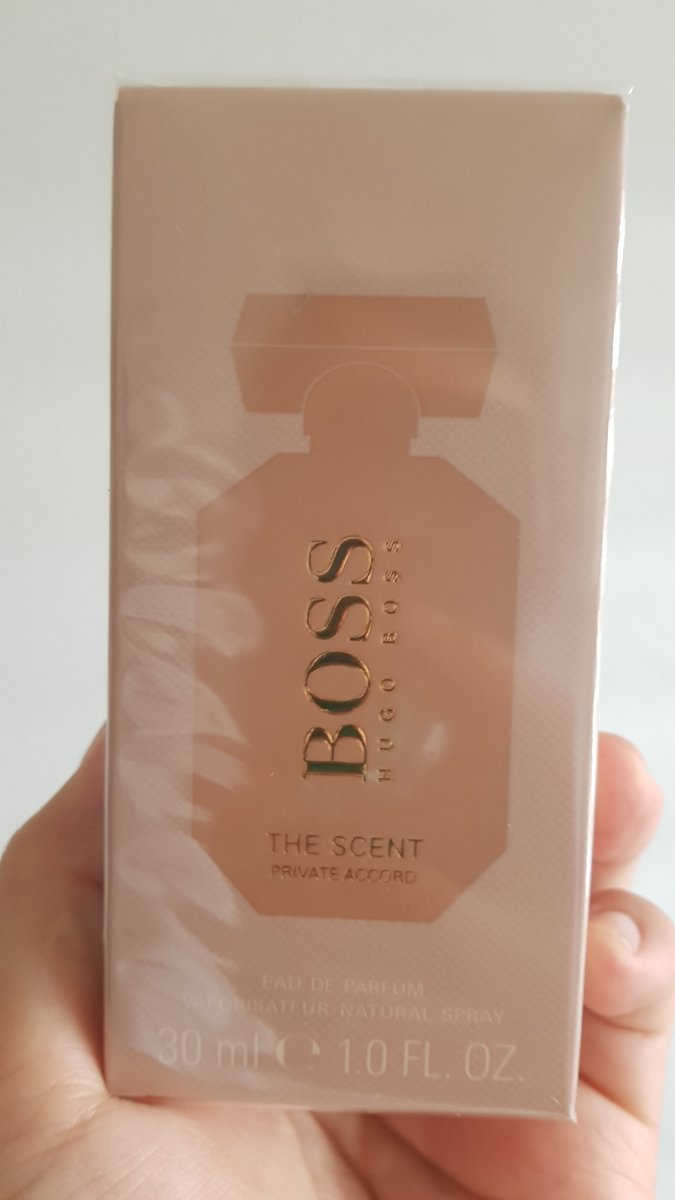 BOSS
HUGO BOSS
THE SCENT
PRIVATE ACCORD
EAU DE PARFUM
VAPORISATEUR NATURAL SPRAY
30 ml ℮ 1.0 FL. OZ.